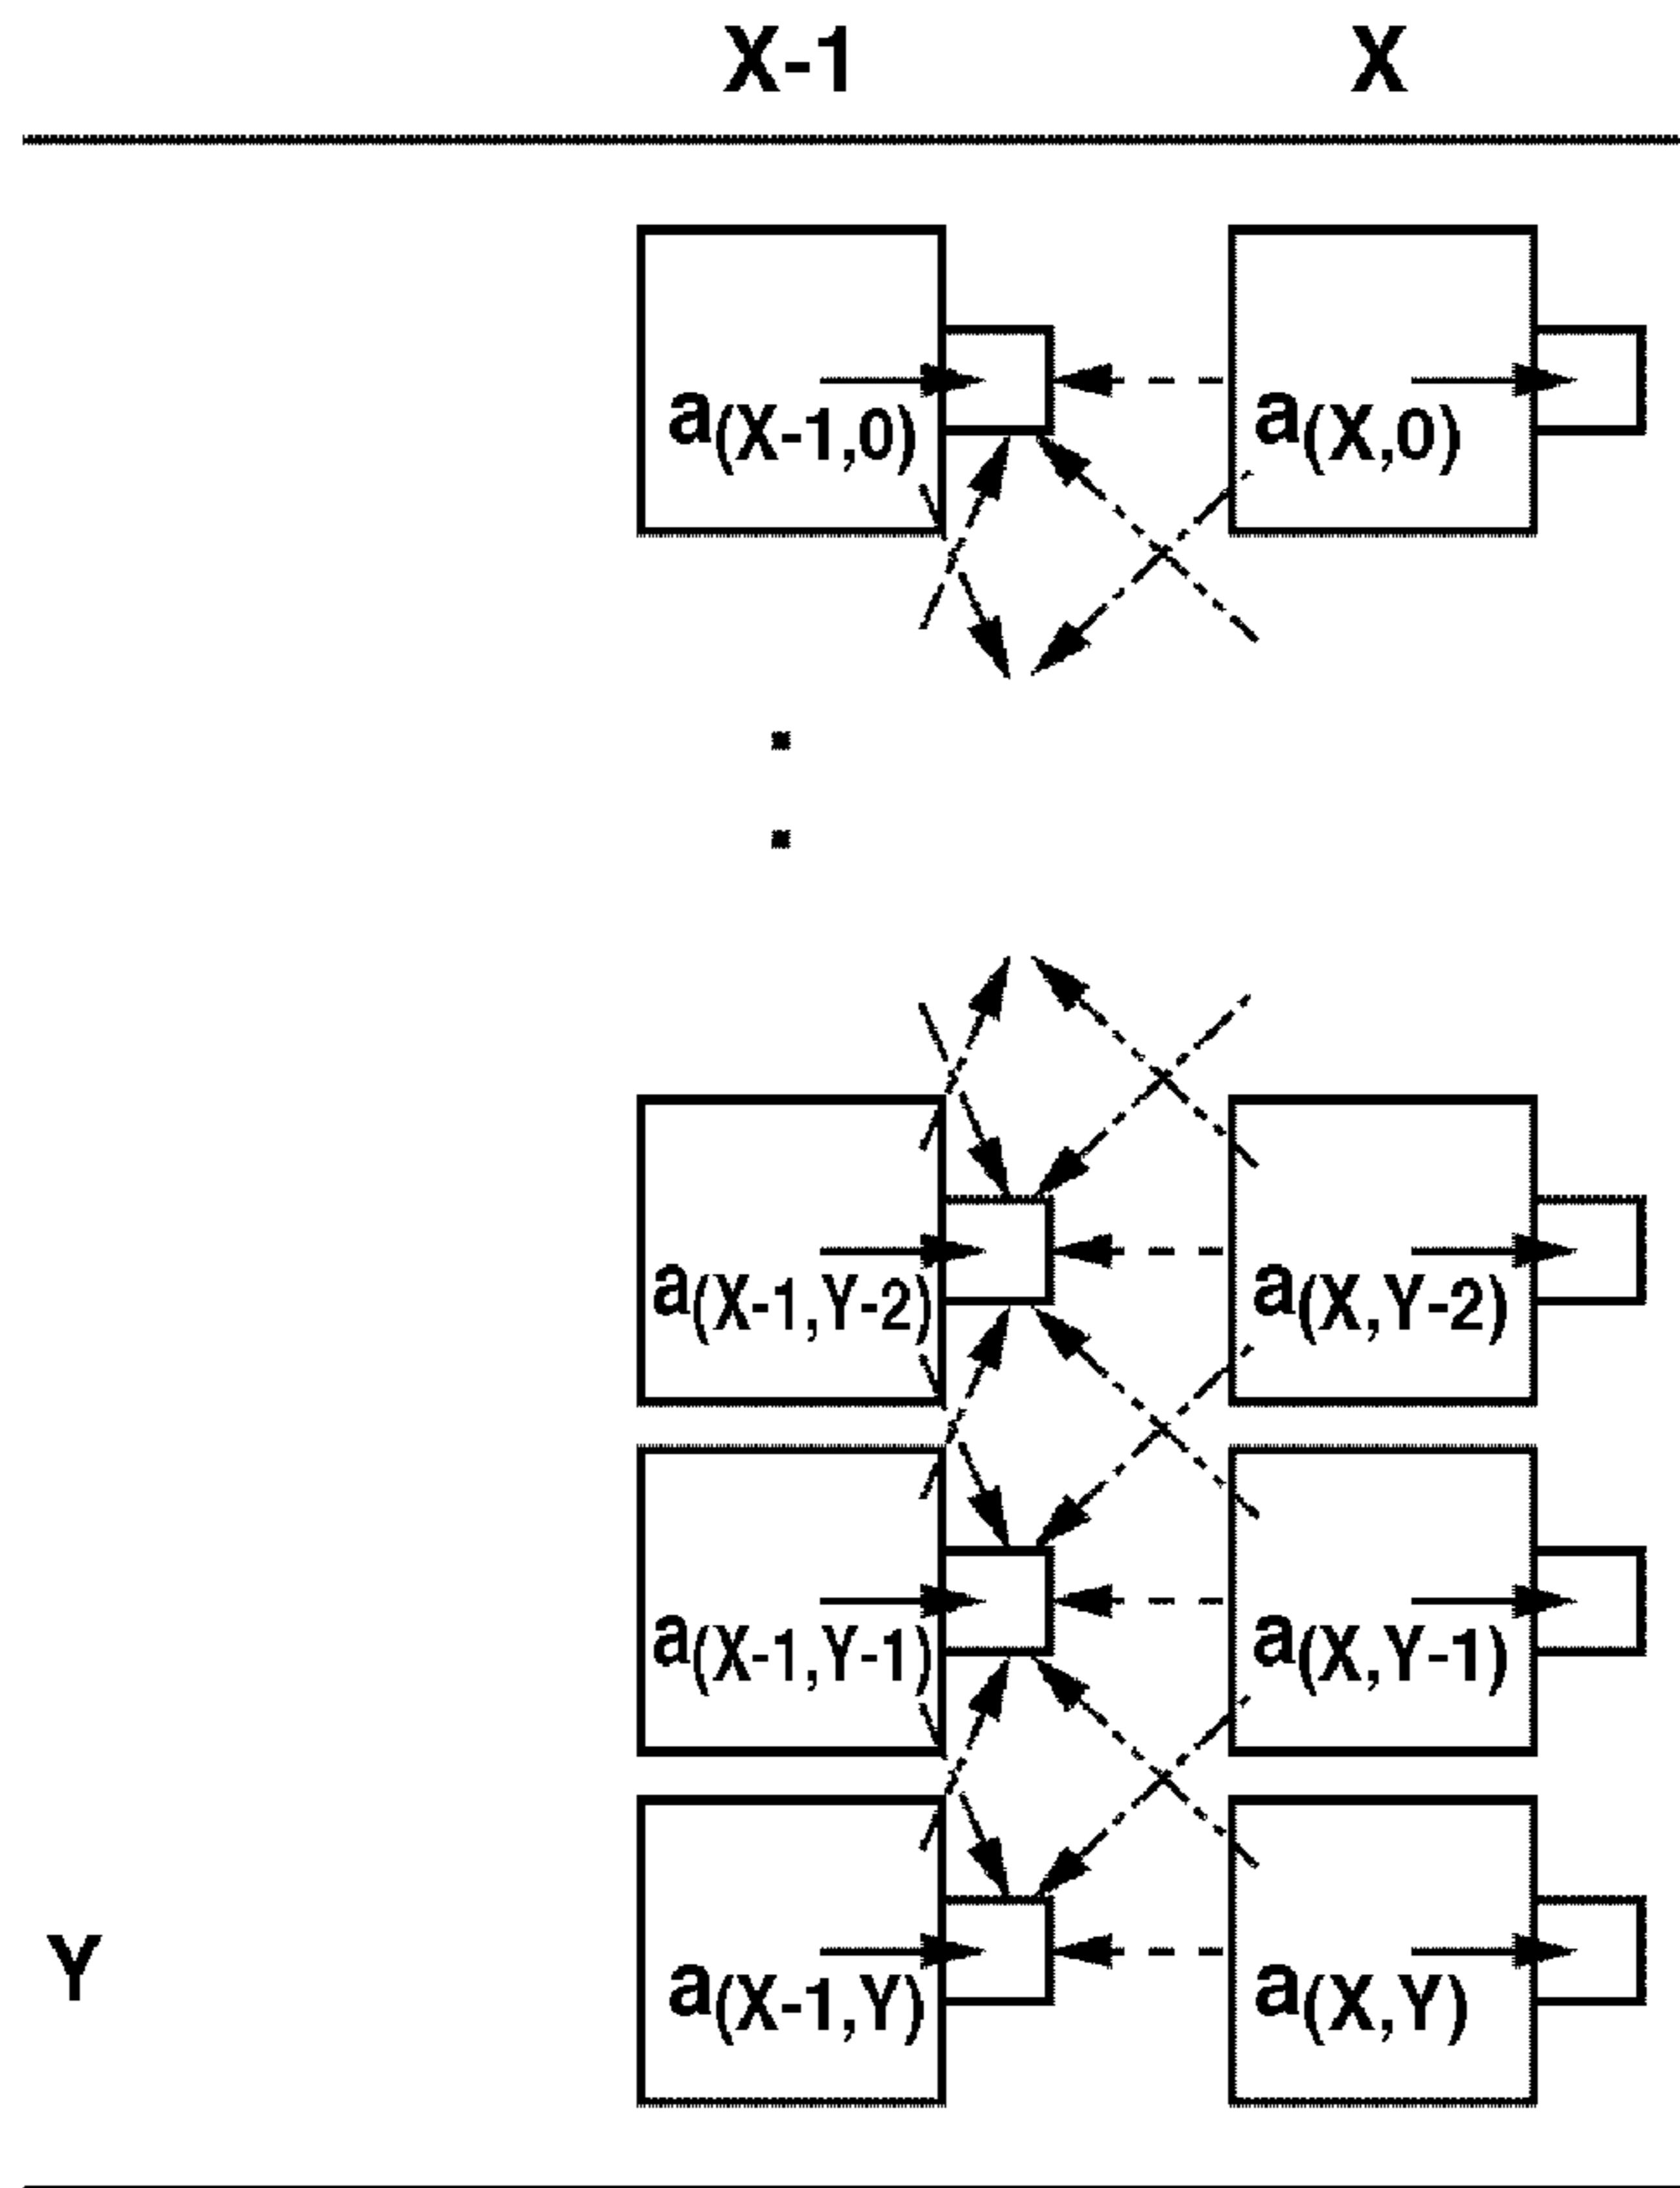 X-1 X
a(X-1,0) a(X,0)
a(X-1,Y-2) a(X,Y-2)
a(X-1,Y-1) a(X,Y-1)
Y a(X-1,Y) a(X,Y)